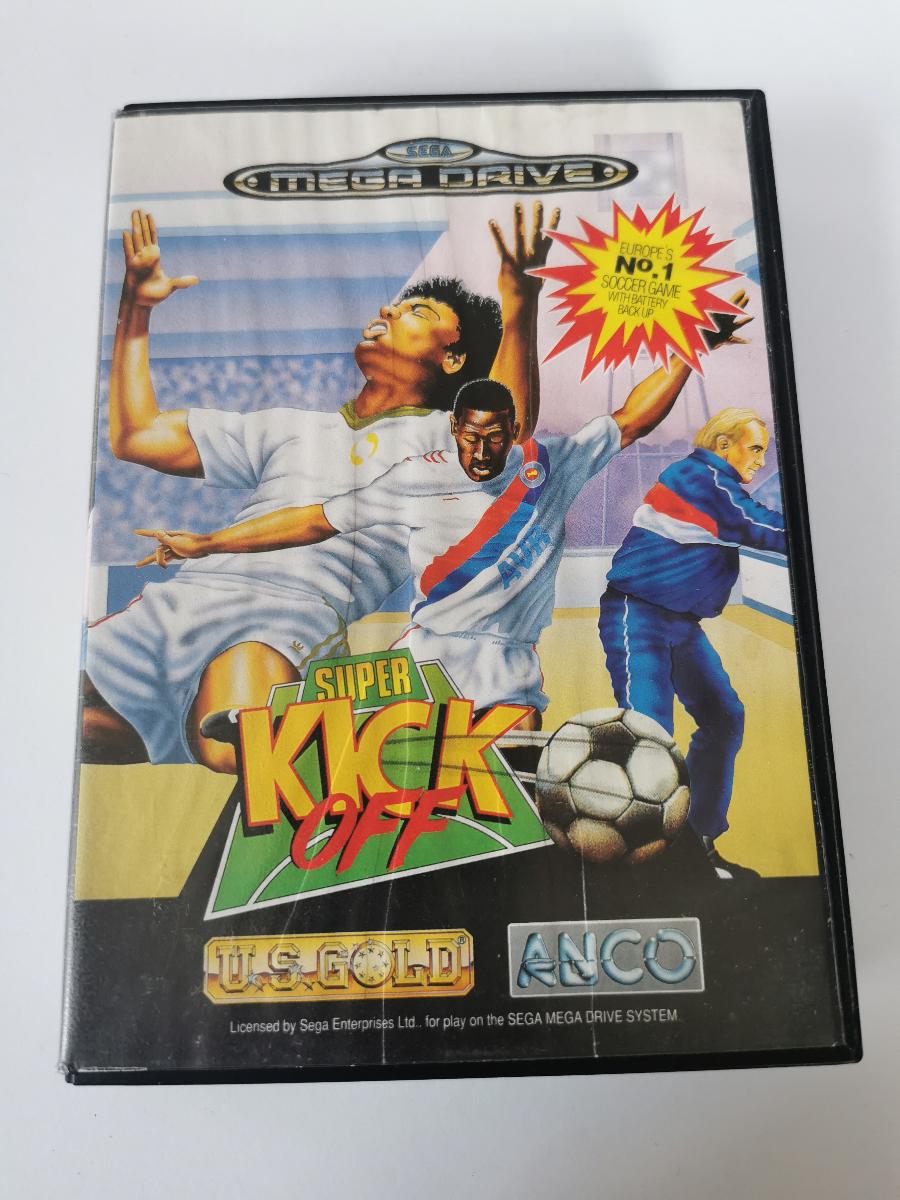 SEGA
MEGA DRIVE
EUROPE'S
No.1
SOCCER GAME
WITH BATTERY
BACK UP
AVR
SUPER
KICK
OFF
U.S.GOLD®
ANCO
Licensed by Sega Enterprises Ltd.. for play on the SEGA MEGA DRIVE SYSTEM